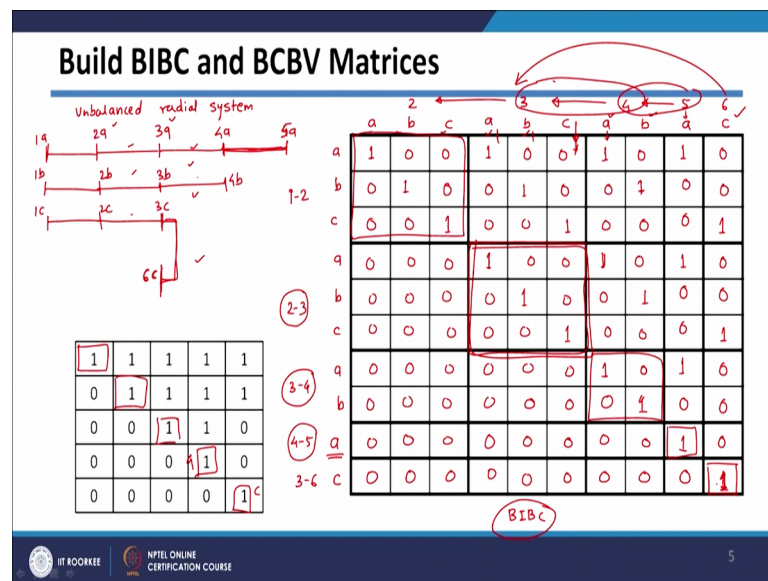 Build BIBC and BCBV Matrices
Unbalanced radial system
1a 2a 3a 4a 5a
1b 2b 3b 4b
1c 2c 3c
6c
2 3 4 5 6
a b c a b c a b a c
1-2
a 1 0 0 1 0 0 1 0 1 0
b 0 1 0 0 1 0 0 1 0 0
c 0 0 1 0 0 1 0 0 0 1
2-3
a 0 0 0 1 0 0 1 0 1 0
b 0 0 0 0 1 0 0 1 0 0
c 0 0 0 0 0 1 0 0 0 1
3-4
a 0 0 0 0 0 0 1 0 1 0
b 0 0 0 0 0 0 0 1 0 0
4-5 a 0 0 0 0 0 0 0 0 1 0
3-6 c 0 0 0 0 0 0 0 0 0 1
BIBC
1 1 1 1 1
0 1 1 1 1
0 0 1 1 0
0 0 0 1 0
0 0 0 0 1 c
IIT ROORKEE
NPTEL ONLINE
CERTIFICATION COURSE
5